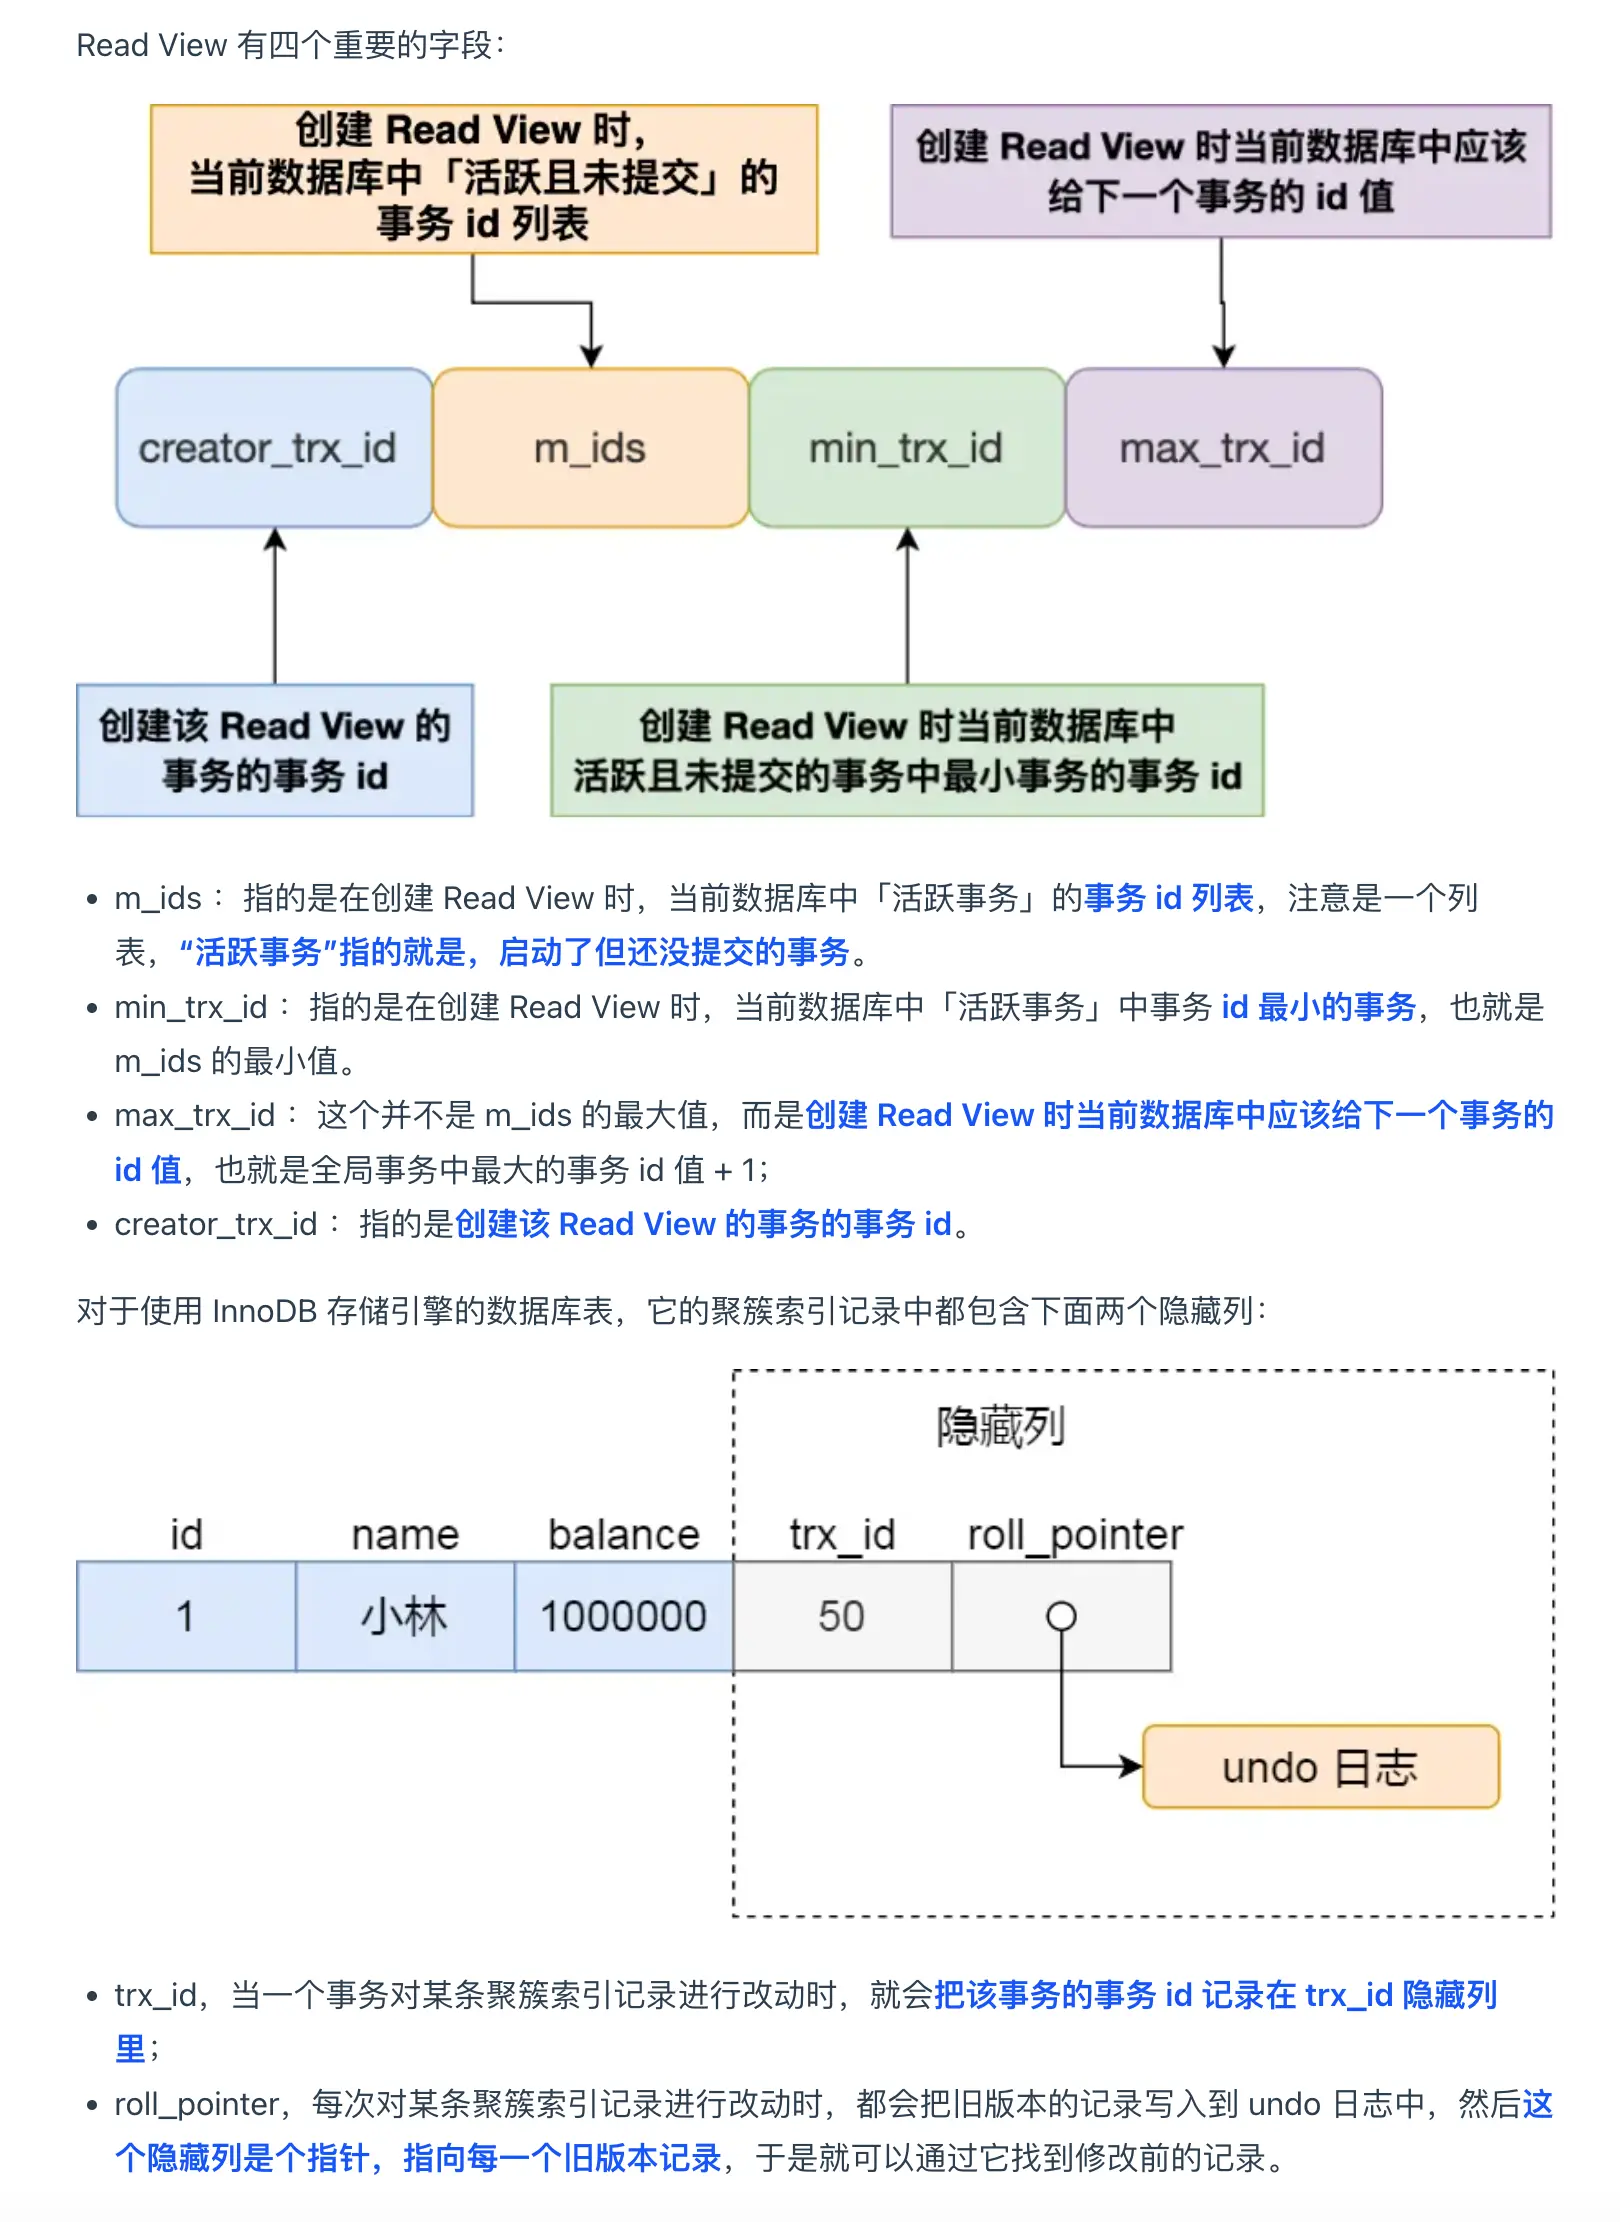 Read View 有四个重要的字段：
创建 Read View 时，
当前数据库中「活跃且未提交」的
事务 id 列表
创建 Read View 时当前数据库中应该
给下一个事务的 id 值
creator_trx_id
m_ids
min_trx_id
max_trx_id
创建该 Read View 的
事务的事务 id
创建 Read View 时当前数据库中
活跃且未提交的事务中最小事务的事务 id
• m_ids ：指的是在创建 Read View 时，当前数据库中「活跃事务」的事务 id 列表，注意是一个列
表，“活跃事务”指的就是，启动了但还没提交的事务。
• min_trx_id ：指的是在创建 Read View 时，当前数据库中「活跃事务」中事务 id 最小的事务，也就是
m_ids 的最小值。
• max_trx_id ：这个并不是 m_ids 的最大值，而是创建 Read View 时当前数据库中应该给下一个事务的
id 值，也就是全局事务中最大的事务 id 值 + 1；
• creator_trx_id ：指的是创建该 Read View 的事务的事务 id。
对于使用 InnoDB 存储引擎的数据库表，它的聚簇索引记录中都包含下面两个隐藏列：
隐藏列
id name balance trx_id roll_pointer
1 小林 1000000 50
undo 日志
• trx_id，当一个事务对某条聚簇索引记录进行改动时，就会把该事务的事务 id 记录在 trx_id 隐藏列
里；
• roll_pointer，每次对某条聚簇索引记录进行改动时，都会把旧版本的记录写入到 undo 日志中，然后这
个隐藏列是个指针，指向每一个旧版本记录，于是就可以通过它找到修改前的记录。